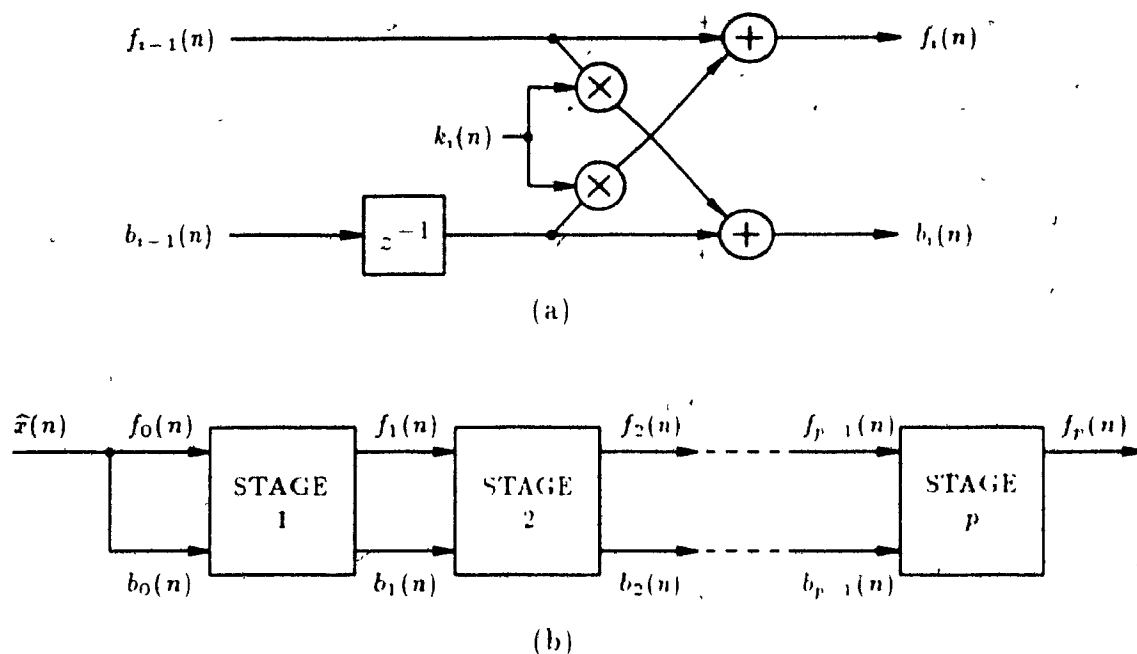 f_{i-1}(n)
+
+
f_i(n)
×
k_i(n)
×
b_{i-1}(n)
z^{-1}
+
+
b_i(n)
(a)
x̂(n)
f_0(n)
f_1(n)
f_2(n)
f_{p-1}(n)
f_p(n)
STAGE
1
STAGE
2
STAGE
p
b_0(n)
b_1(n)
b_2(n)
b_{p-1}(n)
(b)